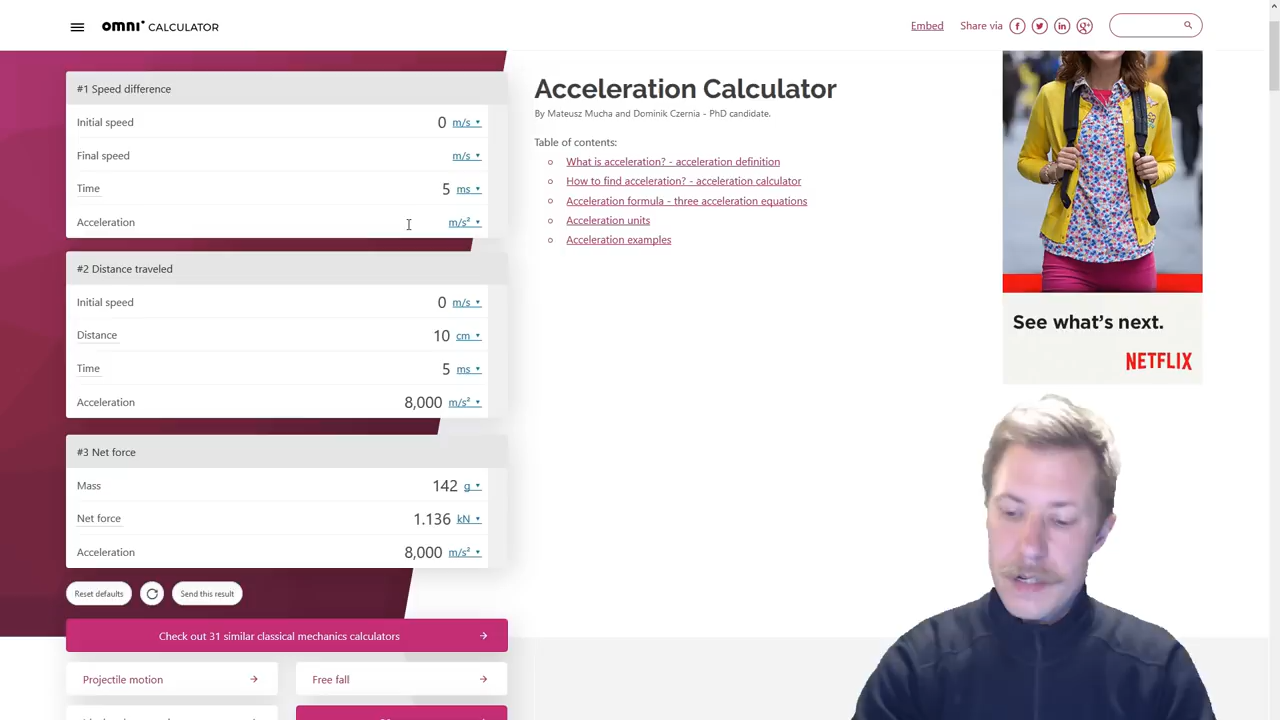 omni CALCULATOR
Embed
Share via
#1 Speed difference
Initial speed 0 m/s
Final speed m/s
Time 5 ms
Acceleration m/s²
#2 Distance traveled
Initial speed 0 m/s
Distance 10 cm
Time 5 ms
Acceleration 8,000 m/s²
#3 Net force
Mass 142 g
Net force 1.136 kN
Acceleration 8,000 m/s²
Reset defaults
Send this result
Check out 31 similar classical mechanics calculators
Projectile motion
Free fall
Acceleration Calculator
By Mateusz Mucha and Dominik Czernia - PhD candidate.
Table of contents:
What is acceleration? - acceleration definition
How to find acceleration? - acceleration calculator
Acceleration formula - three acceleration equations
Acceleration units
Acceleration examples
See what's next.
NETFLIX